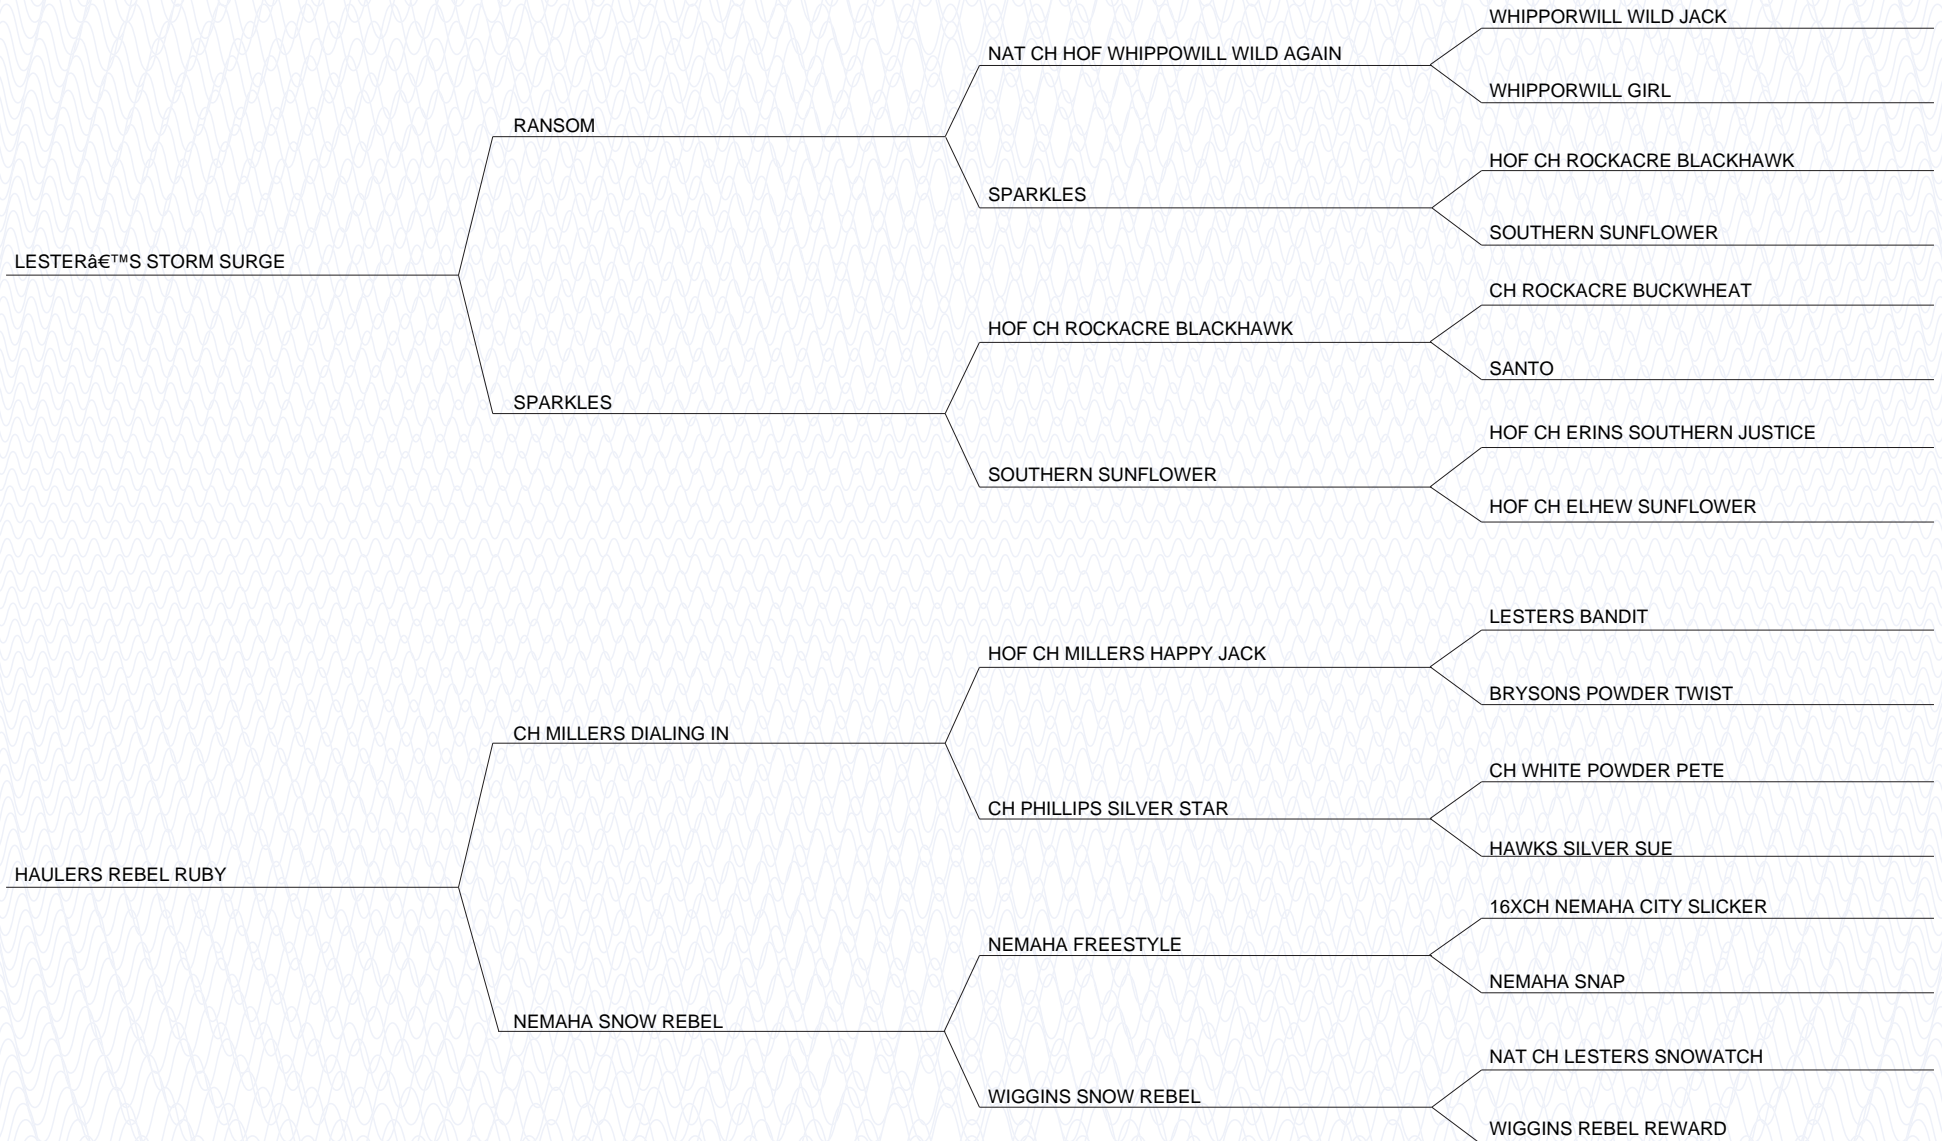 WHIPPORWILL WILD JACK
NAT CH HOF WHIPPOWILL WILD AGAIN
WHIPPORWILL GIRL
RANSOM
HOF CH ROCKACRE BLACKHAWK
SPARKLES
SOUTHERN SUNFLOWER
LESTER’S STORM SURGE
CH ROCKACRE BUCKWHEAT
HOF CH ROCKACRE BLACKHAWK
SANTO
SPARKLES
HOF CH ERINS SOUTHERN JUSTICE
SOUTHERN SUNFLOWER
HOF CH ELHEW SUNFLOWER
LESTERS BANDIT
HOF CH MILLERS HAPPY JACK
BRYSONS POWDER TWIST
CH MILLERS DIALING IN
CH WHITE POWDER PETE
CH PHILLIPS SILVER STAR
HAWKS SILVER SUE
HAULERS REBEL RUBY
16XCH NEMAHA CITY SLICKER
NEMAHA FREESTYLE
NEMAHA SNAP
NEMAHA SNOW REBEL
NAT CH LESTERS SNOWATCH
WIGGINS SNOW REBEL
WIGGINS REBEL REWARD